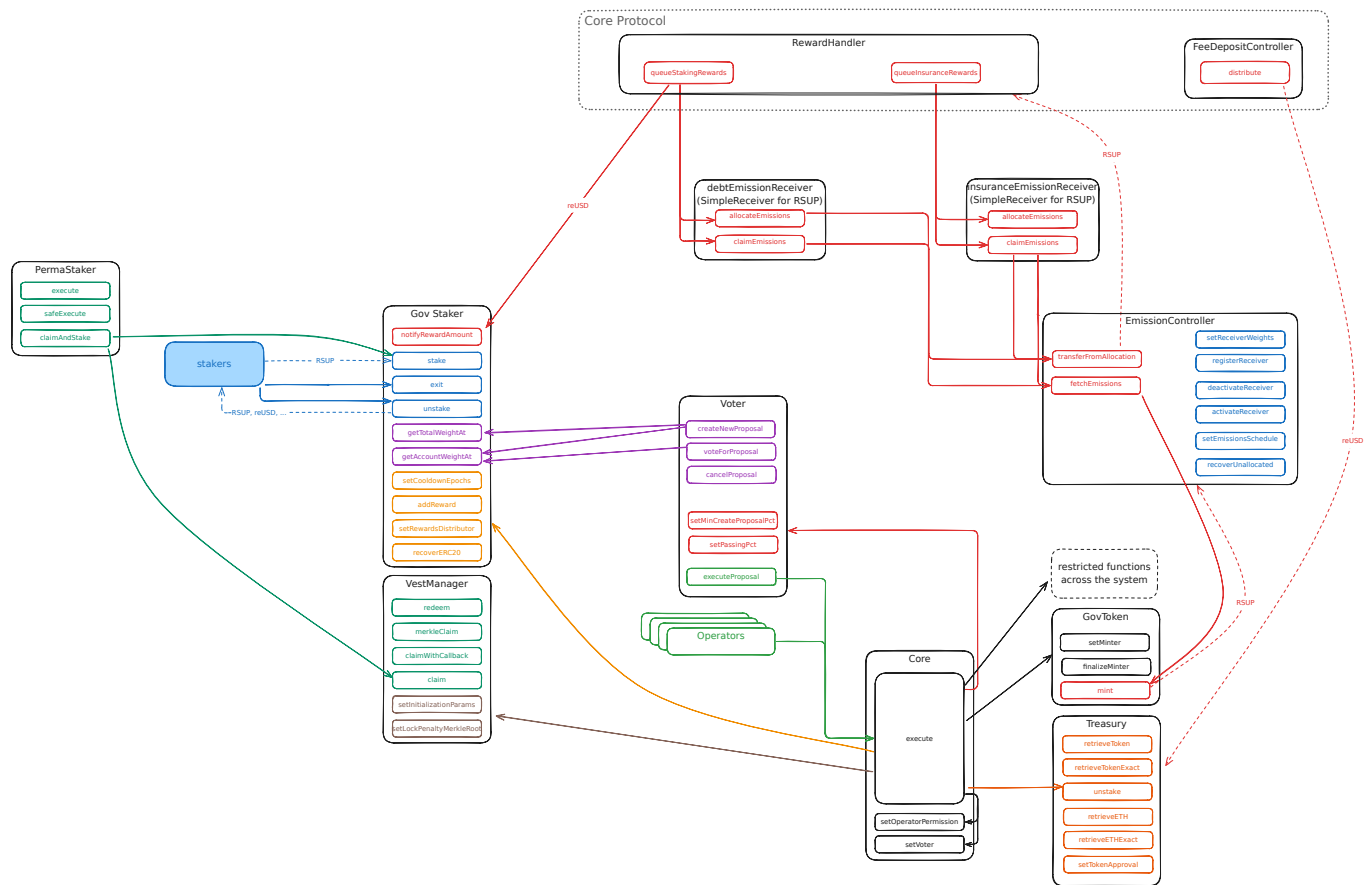 Core Protocol
RewardHandler
queueStakingRewards
queueInsuranceRewards
FeeDepositController
distribute
RSUP
debtEmissionReceiver
(SimpleReceiver for RSUP)
allocateEmissions
claimEmissions
insuranceEmissionReceiver
(SimpleReceiver for RSUP)
allocateEmissions
claimEmissions
reUSD
PermaStaker
execute
safeExecute
claimAndStake
stakers
RSUP
RSUP, reUSD, ...
Gov Staker
notifyRewardAmount
stake
exit
unstake
getTotalWeightAt
getAccountWeightAt
setCooldownEpochs
addReward
setRewardsDistributor
recoverERC20
EmissionController
transferFromAllocation
fetchEmissions
setReceiverWeights
registerReceiver
deactivateReceiver
activateReceiver
setEmissionsSchedule
recoverUnallocated
reUSD
Voter
createNewProposal
voteForProposal
cancelProposal
setMinCreateProposalPct
setPassingPct
executeProposal
Operators
VestManager
redeem
merkleClaim
claimWithCallback
claim
setInitializationParams
setLockPenaltyMerkleRoot
restricted functions
across the system
RSUP
GovToken
setMinter
finalizeMinter
mint
Core
execute
setOperatorPermission
setVoter
Treasury
retrieveToken
retrieveTokenExact
unstake
retrieveETH
retrieveETHExact
setTokenApproval